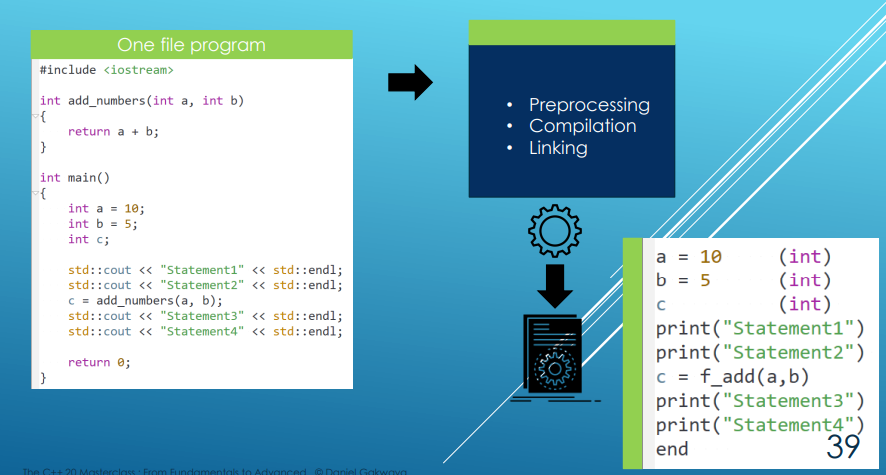 One file program
#include <iostream>
int add_numbers(int a, int b)
{
return a + b;
}
int main()
{
int a = 10;
int b = 5;
int c;
std::cout << "Statement1" << std::endl;
std::cout << "Statement2" << std::endl;
c = add_numbers(a, b);
std::cout << "Statement3" << std::endl;
std::cout << "Statement4" << std::endl;
return 0;
}
• Preprocessing
• Compilation
• Linking
a = 10 (int)
b = 5 (int)
c (int)
print("Statement1")
print("Statement2")
c = f_add(a,b)
print("Statement3")
print("Statement4")
end
39
The C++ 20 Masterclass : From Fundamentals to Advanced © Daniel Gakwaya